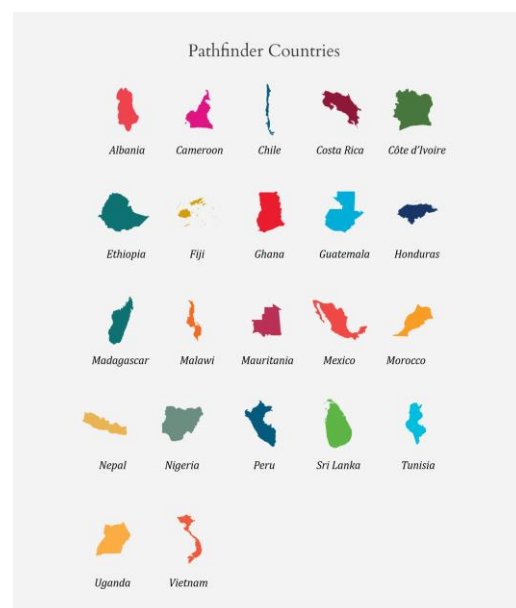 Pathfinder Countries
Albania Cameroon Chile Costa Rica Côte d'Ivoire
Ethiopia Fiji Ghana Guatemala Honduras
Madagascar Malawi Mauritania Mexico Morocco
Nepal Nigeria Peru Sri Lanka Tunisia
Uganda Vietnam